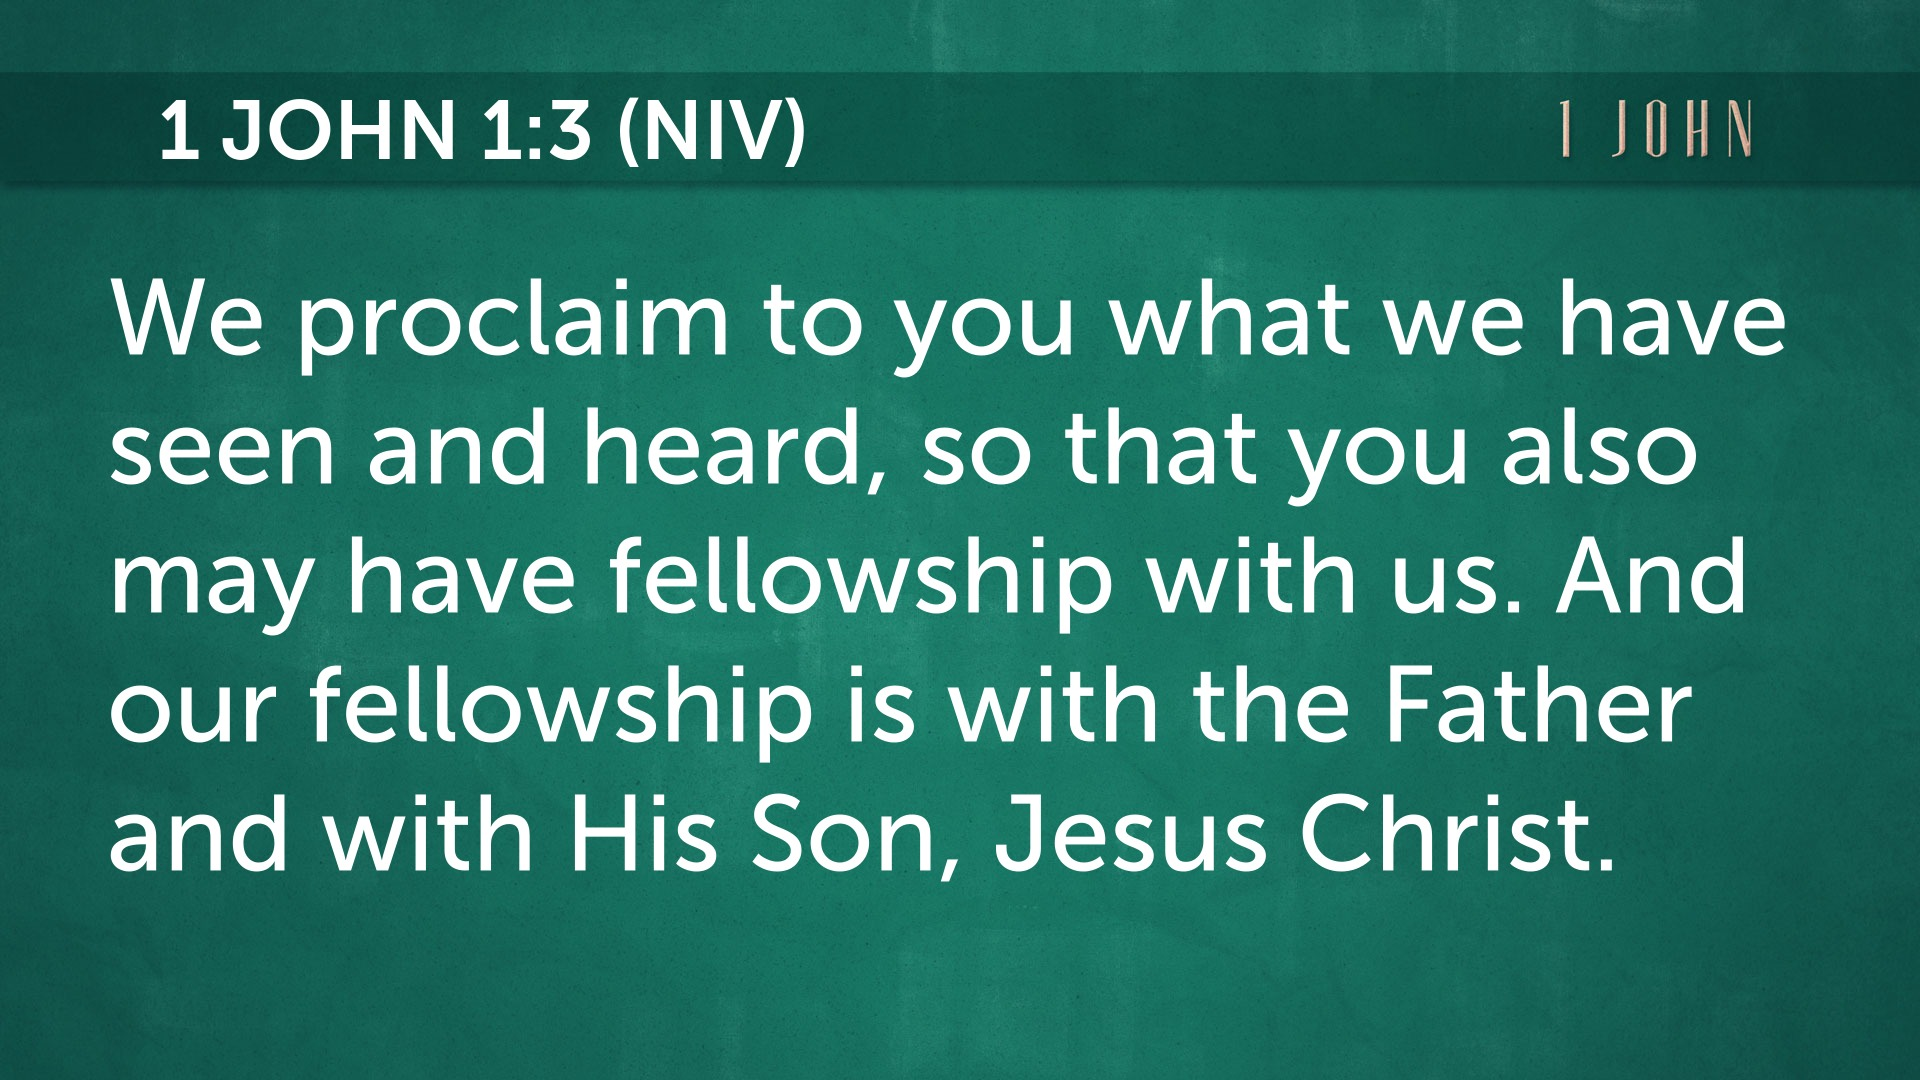 1 JOHN 1:3 (NIV)
1 JOHN
We proclaim to you what we have
seen and heard, so that you also
may have fellowship with us. And
our fellowship is with the Father
and with His Son, Jesus Christ.